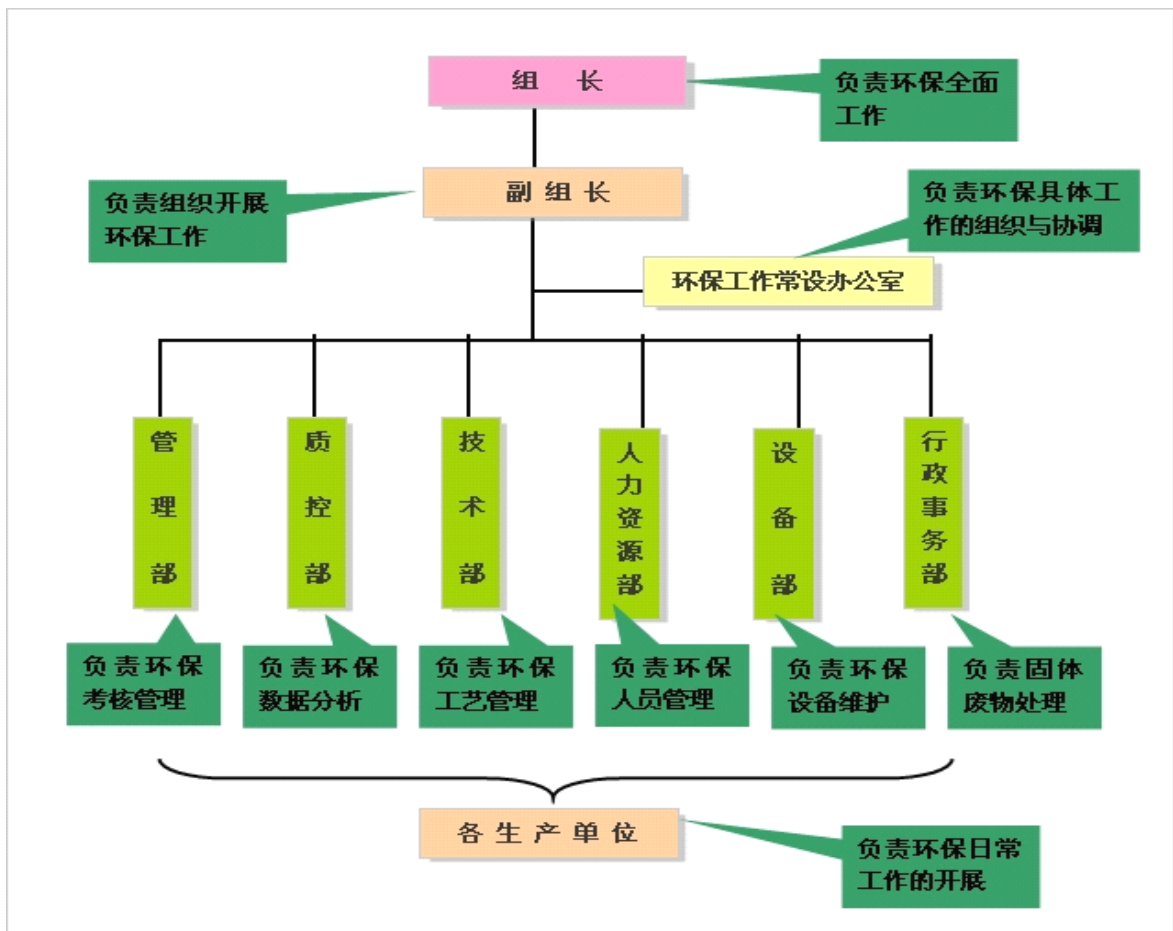 组 长
负责环保全面
工作
副 组 长
负责组织开展
环保工作
负责环保具体工
作的组织与协调
环保工作常设办公室
管理部
质控部
技术部
人力资源部
设备部
行政事务部
负责环保
考核管理
负责环保
数据分析
负责环保
工艺管理
负责环保
人员管理
负责环保
设备维护
负责固体
废物处理
各生产单位
负责环保日常
工作的开展